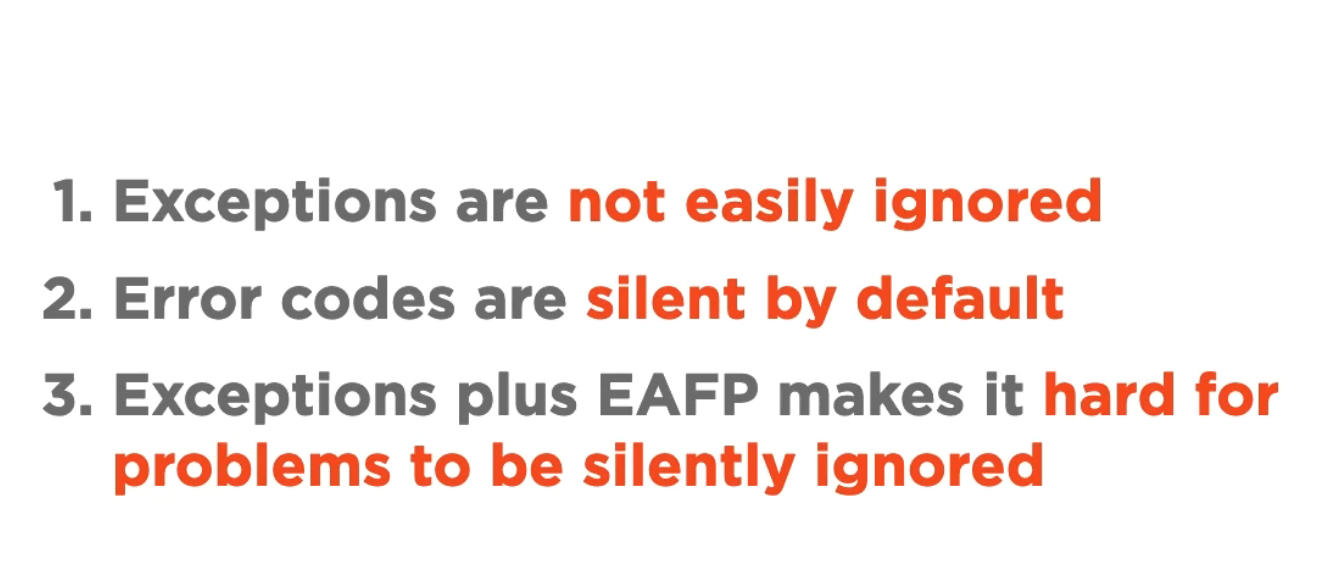 1. Exceptions are not easily ignored
2. Error codes are silent by default
3. Exceptions plus EAFP makes it hard for
problems to be silently ignored